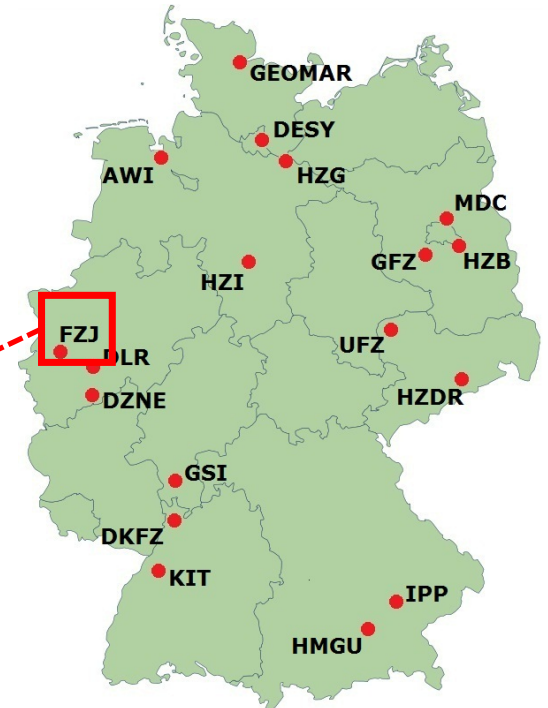 GEOMAR
DESY
AWI
HZG
MDC
GFZ
HZB
HZI
FZJ
UFZ
DLR
HZDR
DZNE
GSI
DKFZ
KIT
IPP
HMGU